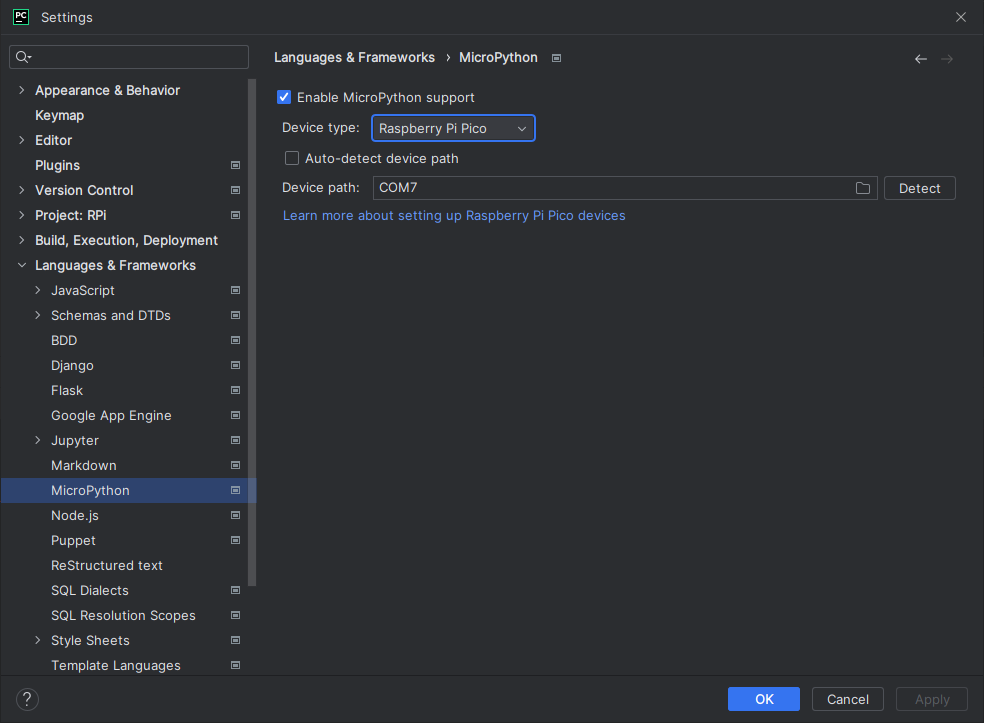 PC Settings
Appearance & Behavior
Keymap
Editor
Plugins
Version Control
Project: RPi
Build, Execution, Deployment
Languages & Frameworks
JavaScript
Schemas and DTDs
BDD
Django
Flask
Google App Engine
Jupyter
Markdown
MicroPython
Node.js
Puppet
ReStructured text
SQL Dialects
SQL Resolution Scopes
Style Sheets
Template Languages
Languages & Frameworks › MicroPython
Enable MicroPython support
Device type: Raspberry Pi Pico
Auto-detect device path
Device path: COM7 Detect
Learn more about setting up Raspberry Pi Pico devices
? OK Cancel Apply